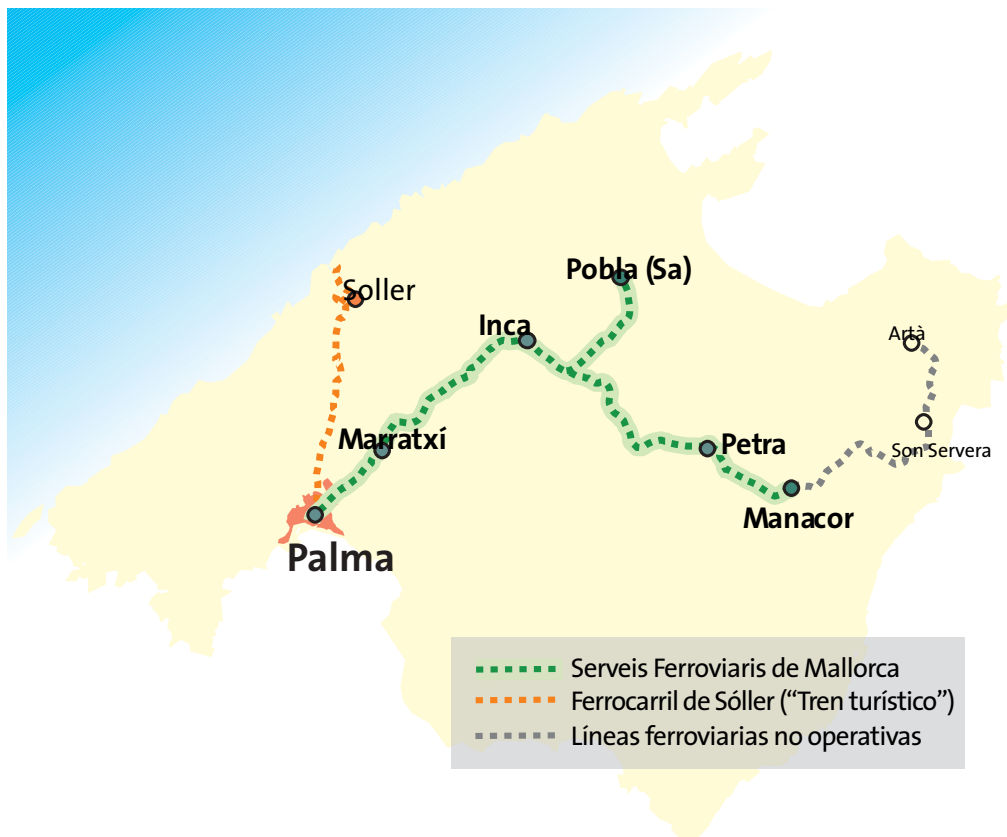 Pobla (Sa)
Soller
Inca
Artà
Marratxí
Petra
Son Servera
Manacor
Palma
Serveis Ferroviaris de Mallorca
Ferrocarril de Sóller (“Tren turístico”)
Líneas ferroviarias no operativas